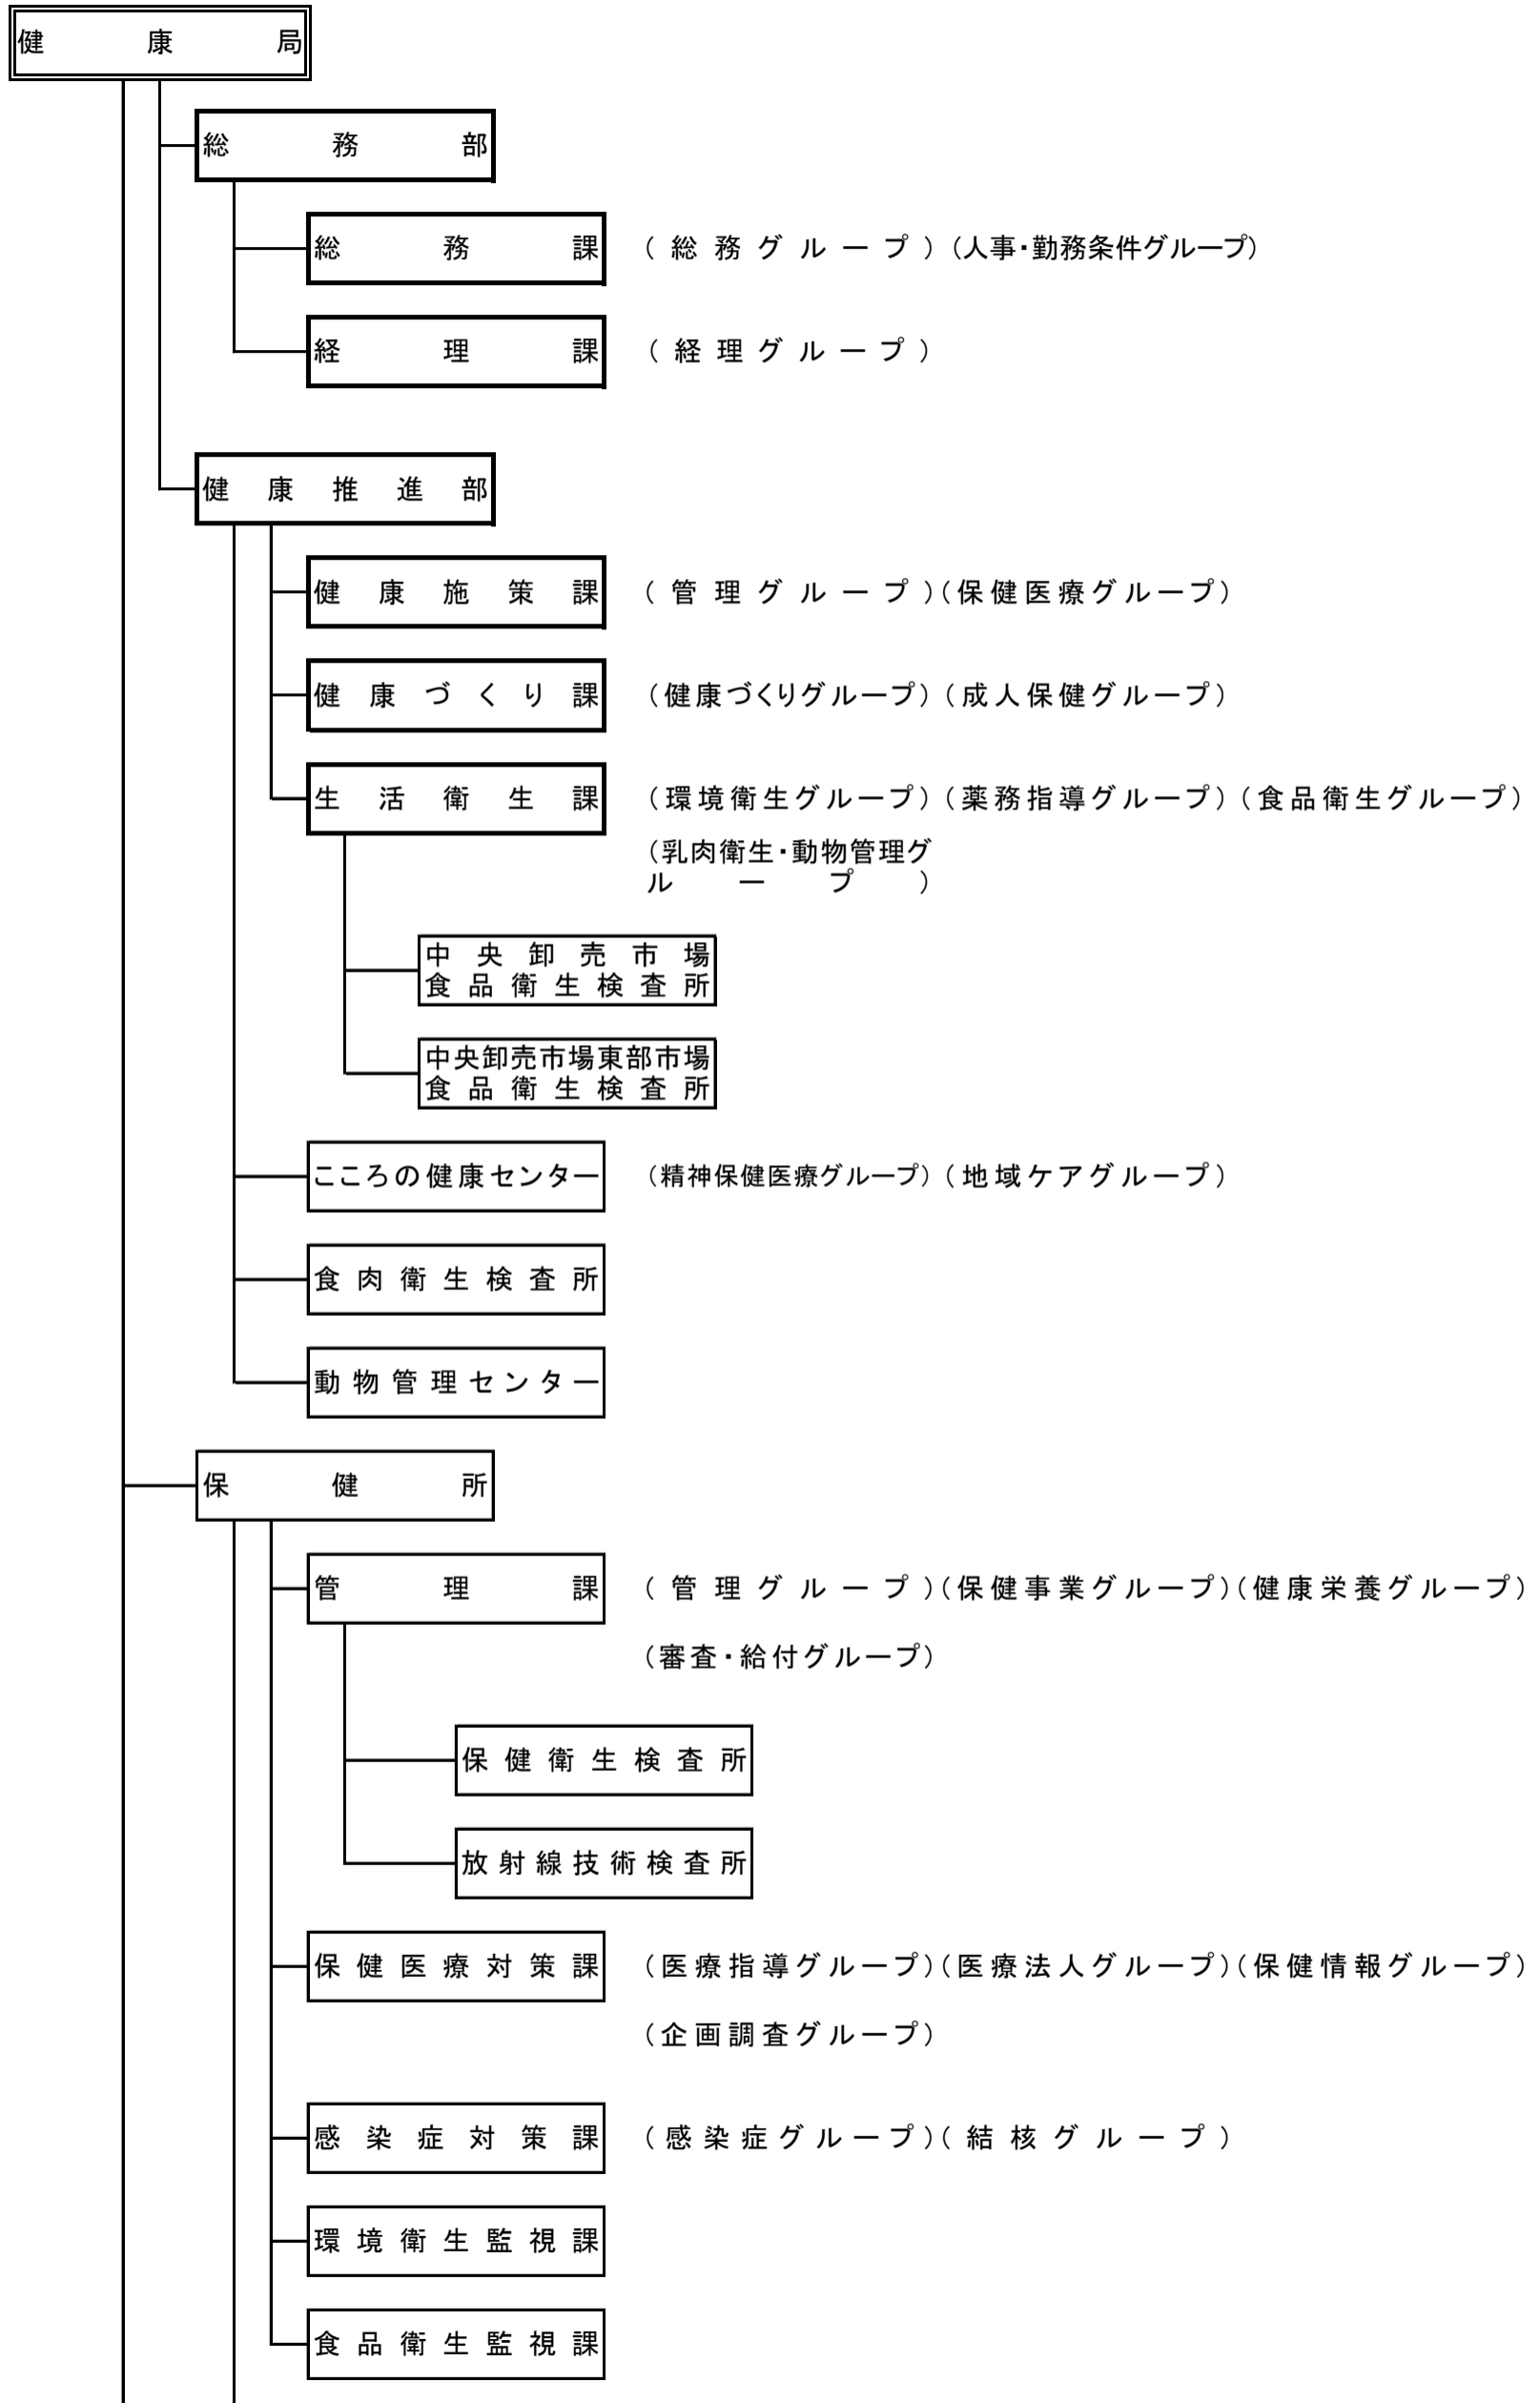 健康局
総務部
総務課 （総務グループ）（人事・勤務条件グループ）
経理課 （経理グループ）
健康推進部
健康施策課 （管理グループ）（保健医療グループ）
健康づくり課 （健康づくりグループ）（成人保健グループ）
生活衛生課 （環境衛生グループ）（薬務指導グループ）（食品衛生グループ）
（乳肉衛生・動物管理グ
ループ）
中央卸売市場
食品衛生検査所
中央卸売市場東部市場
食品衛生検査所
こころの健康センター （精神保健医療グループ）（地域ケアグループ）
食肉衛生検査所
動物管理センター
保健所
管理課 （管理グループ）（保健事業グループ）（健康栄養グループ）
（審査・給付グループ）
保健衛生検査所
放射線技術検査所
保健医療対策課 （医療指導グループ）（医療法人グループ）（保健情報グループ）
（企画調査グループ）
感染症対策課 （感染症グループ）（結核グループ）
環境衛生監視課
食品衛生監視課